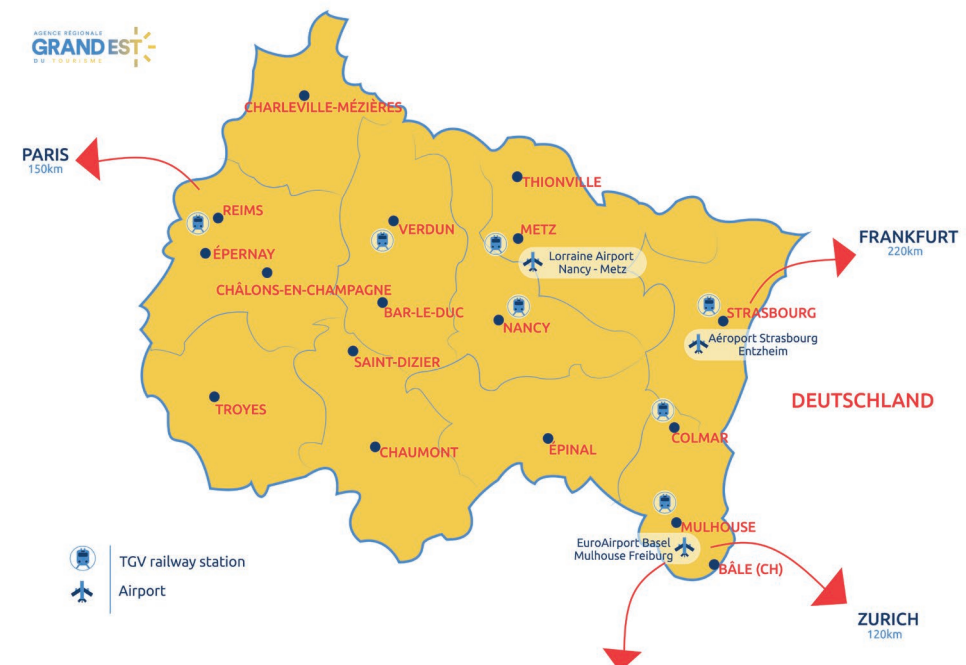 AGENCE RÉGIONALE
GRAND EST
DU TOURISME
CHARLEVILLE-MÉZIÈRES
PARIS
150km
THIONVILLE
REIMS
VERDUN
METZ
ÉPERNAY
Lorraine Airport
Nancy - Metz
FRANKFURT
220km
CHÂLONS-EN-CHAMPAGNE
BAR-LE-DUC
NANCY
STRASBOURG
Aéroport Strasbourg
Entzheim
SAINT-DIZIER
DEUTSCHLAND
TROYES
COLMAR
CHAUMONT
ÉPINAL
MULHOUSE
EuroAirport Basel
Mulhouse Freiburg
BÂLE (CH)
TGV railway station
Airport
ZURICH
120km